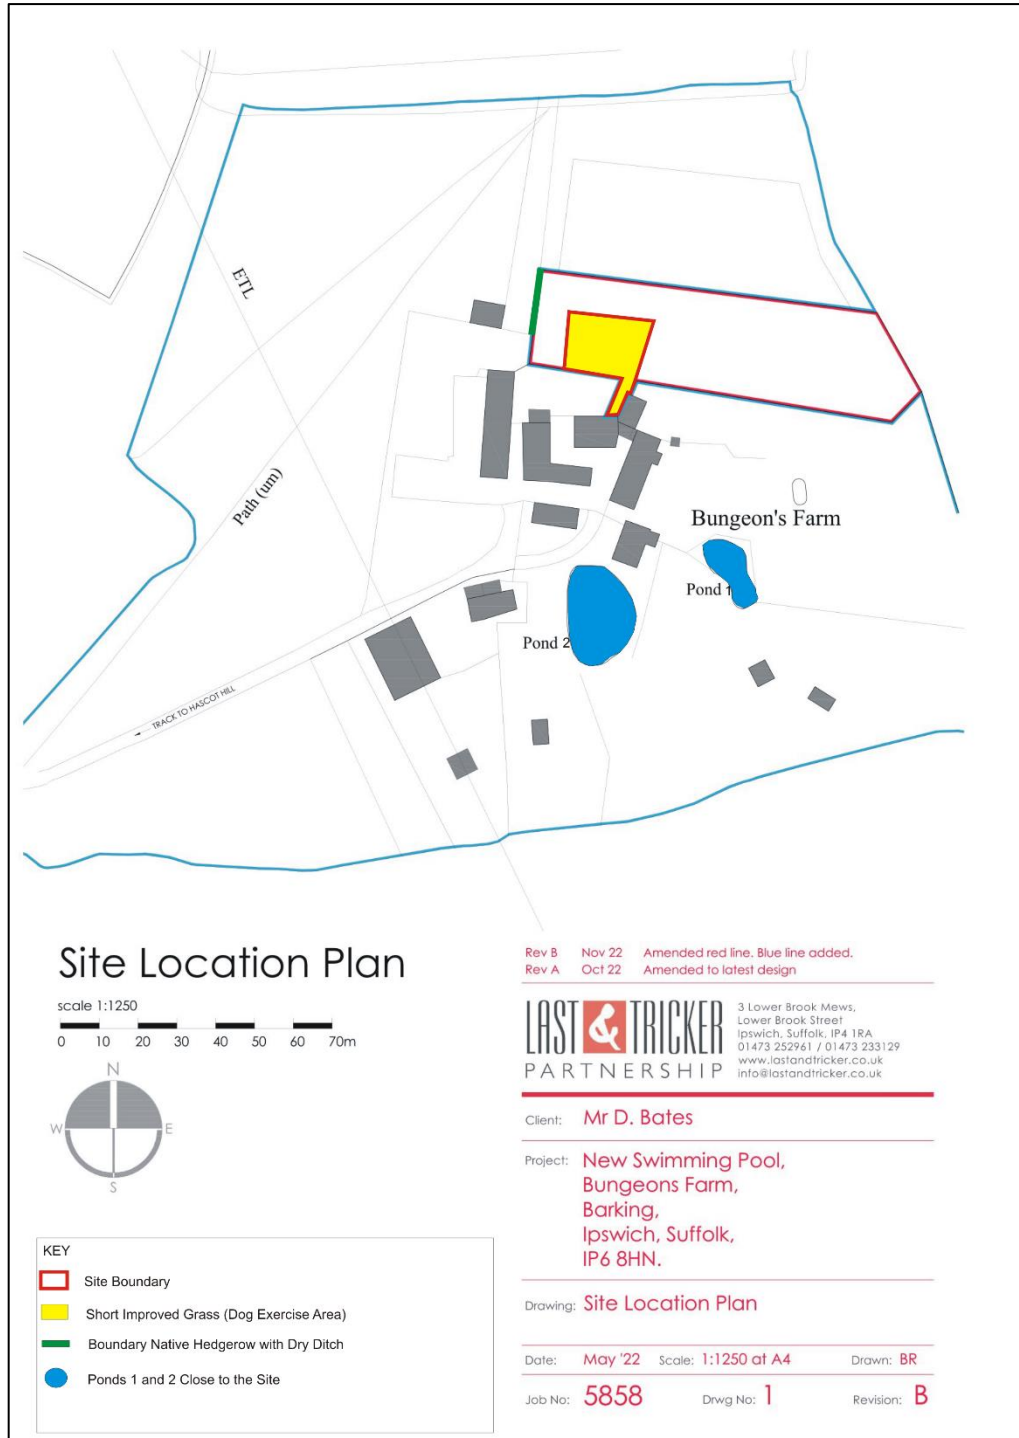 ETL
Path (um)
Bungeon's Farm
Pond 1
Pond 2
TRACK TO HASCOT HILL
Site Location Plan
scale 1:1250
0 10 20 30 40 50 60 70m
N
W E
S
KEY
Site Boundary
Short Improved Grass (Dog Exercise Area)
Boundary Native Hedgerow with Dry Ditch
Ponds 1 and 2 Close to the Site
Rev B Nov 22 Amended red line. Blue line added.
Rev A Oct 22 Amended to latest design
LAST & TRICKER
PARTNERSHIP
3 Lower Brook Mews,
Lower Brook Street
Ipswich, Suffolk, IP4 1RA
01473 252961 / 01473 233129
www.lastandtricker.co.uk
info@lastandtricker.co.uk
Client: Mr D. Bates
Project: New Swimming Pool,
Bungeons Farm,
Barking,
Ipswich, Suffolk,
IP6 8HN.
Drawing: Site Location Plan
Date: May '22 Scale: 1:1250 at A4 Drawn: BR
Job No: 5858 Drwg No: 1 Revision: B